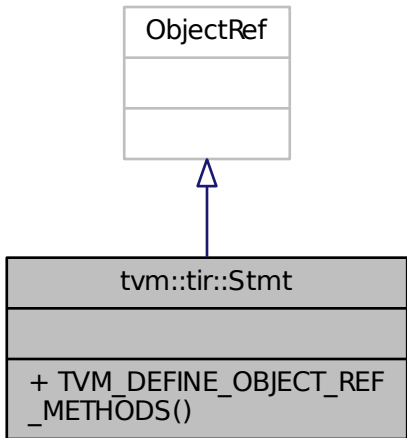 ObjectRef
tvm::tir::Stmt
+ TVM_DEFINE_OBJECT_REF
_METHODS()